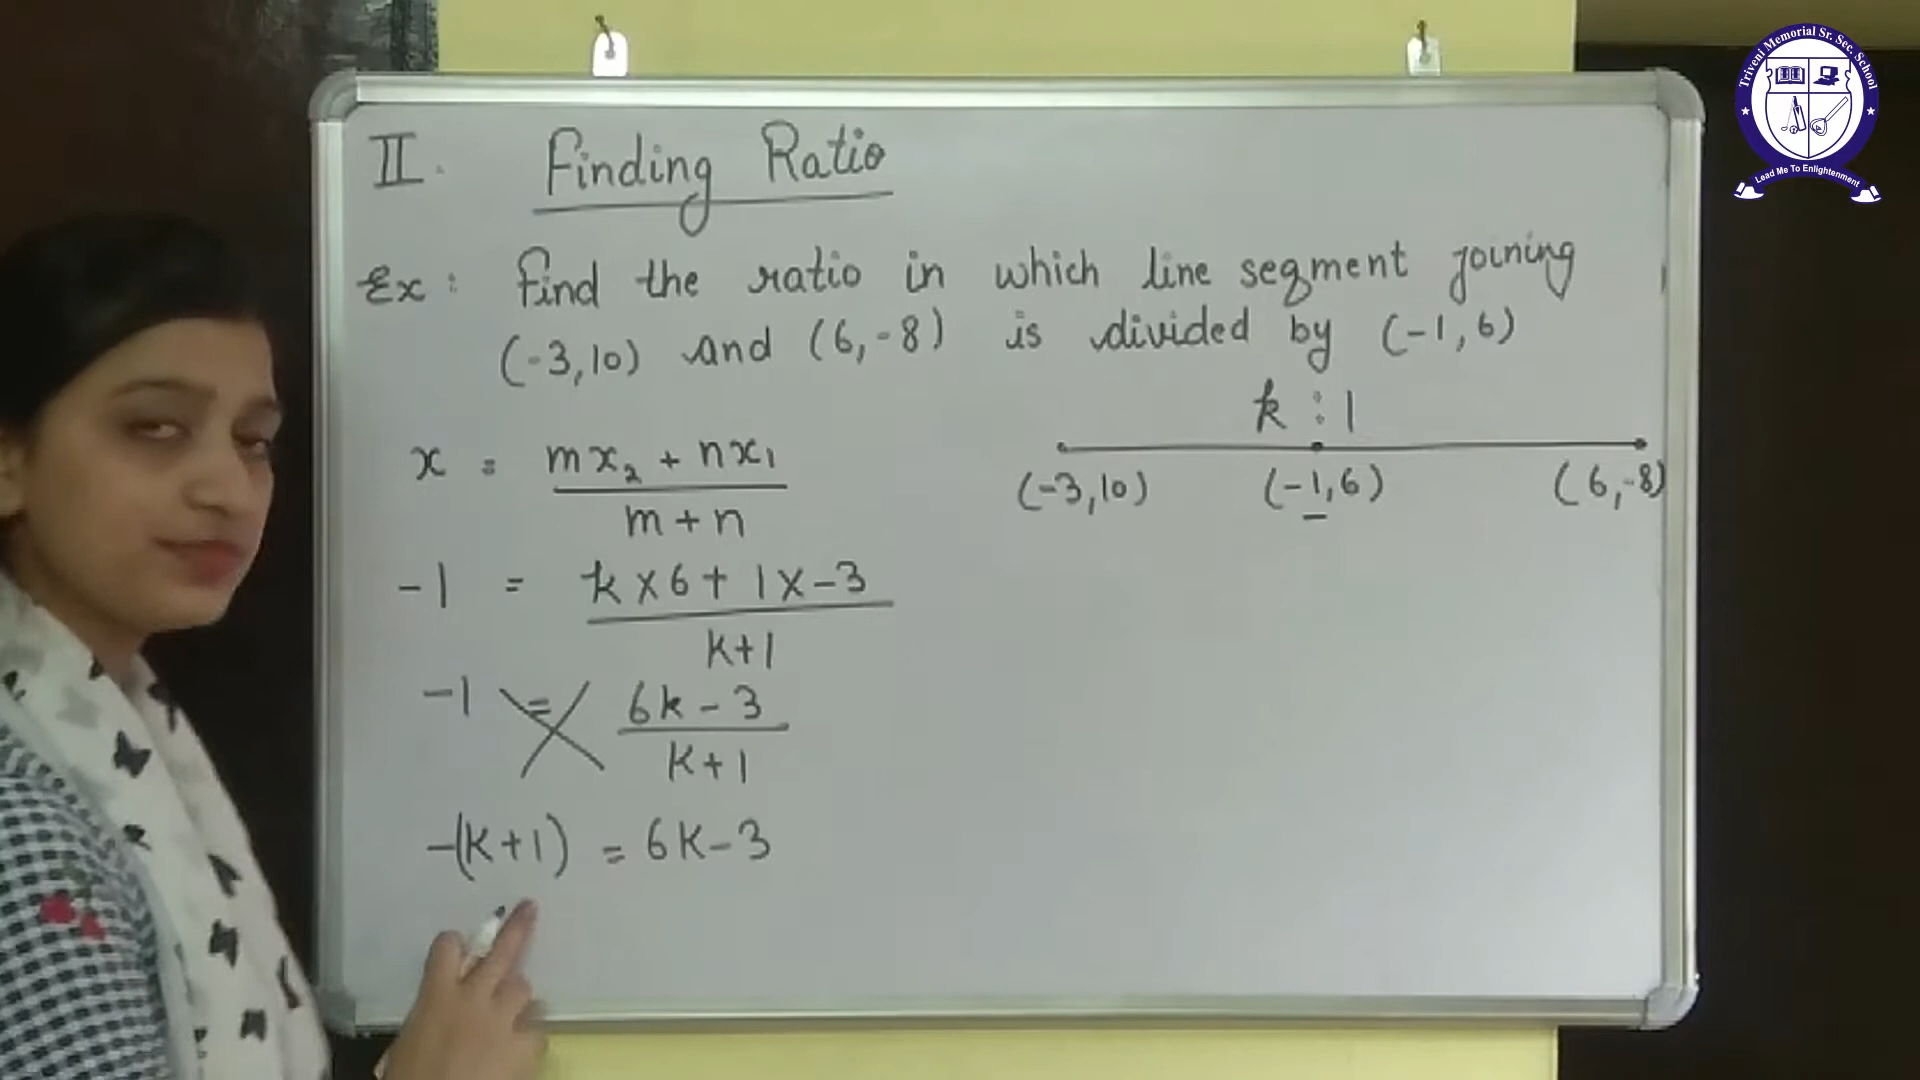 II. Finding Ratio
Ex: Find the ratio in which line segment joining
(-3,10) and (6,-8) is divided by (-1,6)
k : 1
(-3,10) (-1,6) (6,-8)
x = mx₂ + nx₁
m + n
-1 = k x 6 + 1 x -3
k+1
-1 = 6k - 3
k+1
-(k+1) = 6k-3
Triveni Memorial Sr. Sec. School
Lead Me To Enlightenment